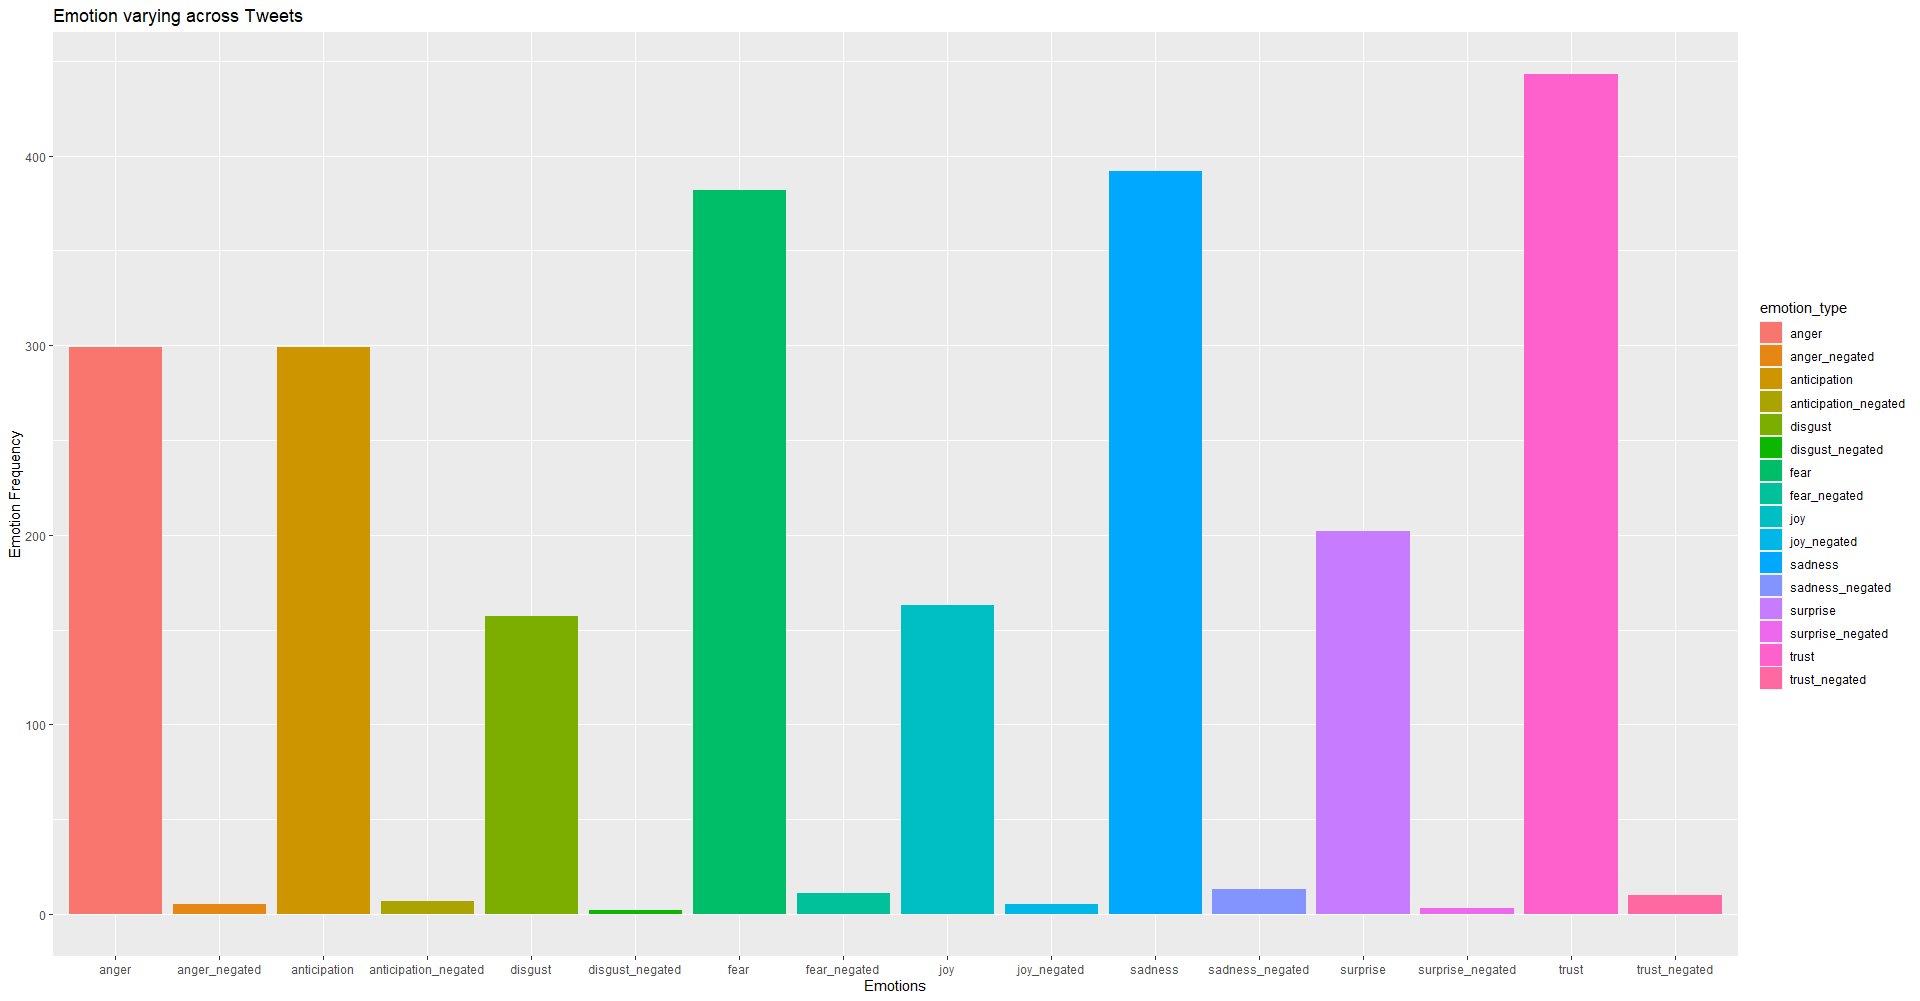 Emotion varying across Tweets
Emotion Frequency
400
300
200
100
0
anger anger_negated anticipation anticipation_negated disgust disgust_negated fear fear_negated joy joy_negated sadness sadness_negated surprise surprise_negated trust trust_negated
Emotions
emotion_type
anger
anger_negated
anticipation
anticipation_negated
disgust
disgust_negated
fear
fear_negated
joy
joy_negated
sadness
sadness_negated
surprise
surprise_negated
trust
trust_negated